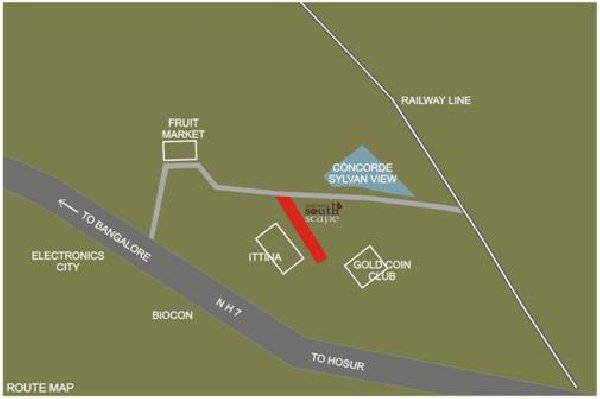 RAILWAY LINE
FRUIT
MARKET
CONCORDE
SYLVAN VIEW
south
scape
TO BANGALORE
ITTINA
GOLD COIN
CLUB
ELECTRONICS
CITY
BIOCON
N H 7
TO HOSUR
ROUTE MAP